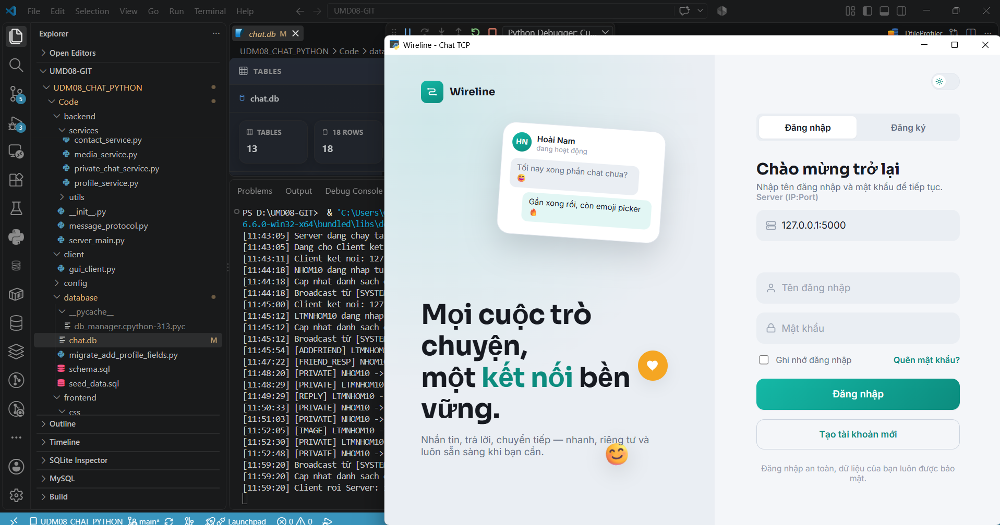 File Edit Selection View Go Run Terminal Help
UMD08-GIT
Explorer
Open Editors
UMD08-GIT
UDM08_CHAT_PYTHON
Code
backend
services
contact_service.py
media_service.py
private_chat_service.py
profile_service.py
utils
__init__.py
message_protocol.py
server_main.py
client
gui_client.py
config
database
__pycache__
db_manager.cpython-313.pyc
chat.db M
migrate_add_profile_fields.py
schema.sql
seed_data.sql
frontend
css
Outline
Timeline
SQLite Inspector
MySQL
Build
5
3
chat.db M
Python Debugger: Cu...
DfileProfiler
UDM08_CHAT_PYTHON > Code > data
TABLES
chat.db
TABLES
13
18 ROWS
18
Problems Output Debug Console
PS D:\UMD08-GIT> & 'C:\Users\
6.6.0-win32-x64\bundled\libs\d
[11:43:05] Server dang chay ta
[11:43:05] Dang cho Client ket
[11:43:11] Client ket noi: 127
[11:44:18] NHOM10 dang nhap tu
[11:44:18] Cap nhat danh sach
[11:44:18] Broadcast từ [SYSTE
[11:45:00] Client ket noi: 127
[11:45:12] LTMNHOM10 dang nhap
[11:45:12] Cap nhat danh sach
[11:45:12] Broadcast từ [SYSTE
[11:45:54] [ADDFRIEND] LTMNHOM
[11:47:22] [FRIEND_RESP] NHOM1
[11:48:20] [PRIVATE] NHOM10 ->
[11:48:29] [PRIVATE] LTMNHOM10
[11:49:29] [REPLY] LTMNHOM10 -
[11:50:33] [PRIVATE] NHOM10 ->
[11:51:03] [PRIVATE] NHOM10 ->
[11:52:05] [IMAGE] LTMNHOM10 -
[11:52:30] [PRIVATE] LTMNHOM10
[11:52:48] [PRIVATE] NHOM10 ->
[11:59:20] Broadcast từ [SYSTE
[11:59:20] Cap nhat danh sach
[11:59:20] Client roi Server:
UDM08_CHAT_PYTHON main* Launchpad 0 0
Wireline - Chat TCP
Wireline
HN
Hoài Nam
đang hoạt động
Tối nay xong phần chat chưa?
😄
Gần xong rồi, còn emoji picker
🔥
Mọi cuộc trò
chuyện,
một kết nối bền
vững.
Nhắn tin, trả lời, chuyển tiếp — nhanh, riêng tư và
luôn sẵn sàng khi bạn cần.
Đăng nhập Đăng ký
Chào mừng trở lại
Nhập tên đăng nhập và mật khẩu để tiếp tục.
Server (IP:Port)
127.0.0.1:5000
Tên đăng nhập
Mật khẩu
Ghi nhớ đăng nhập Quên mật khẩu?
Đăng nhập
Tạo tài khoản mới
Đăng nhập an toàn, dữ liệu của bạn luôn được bảo
mật.